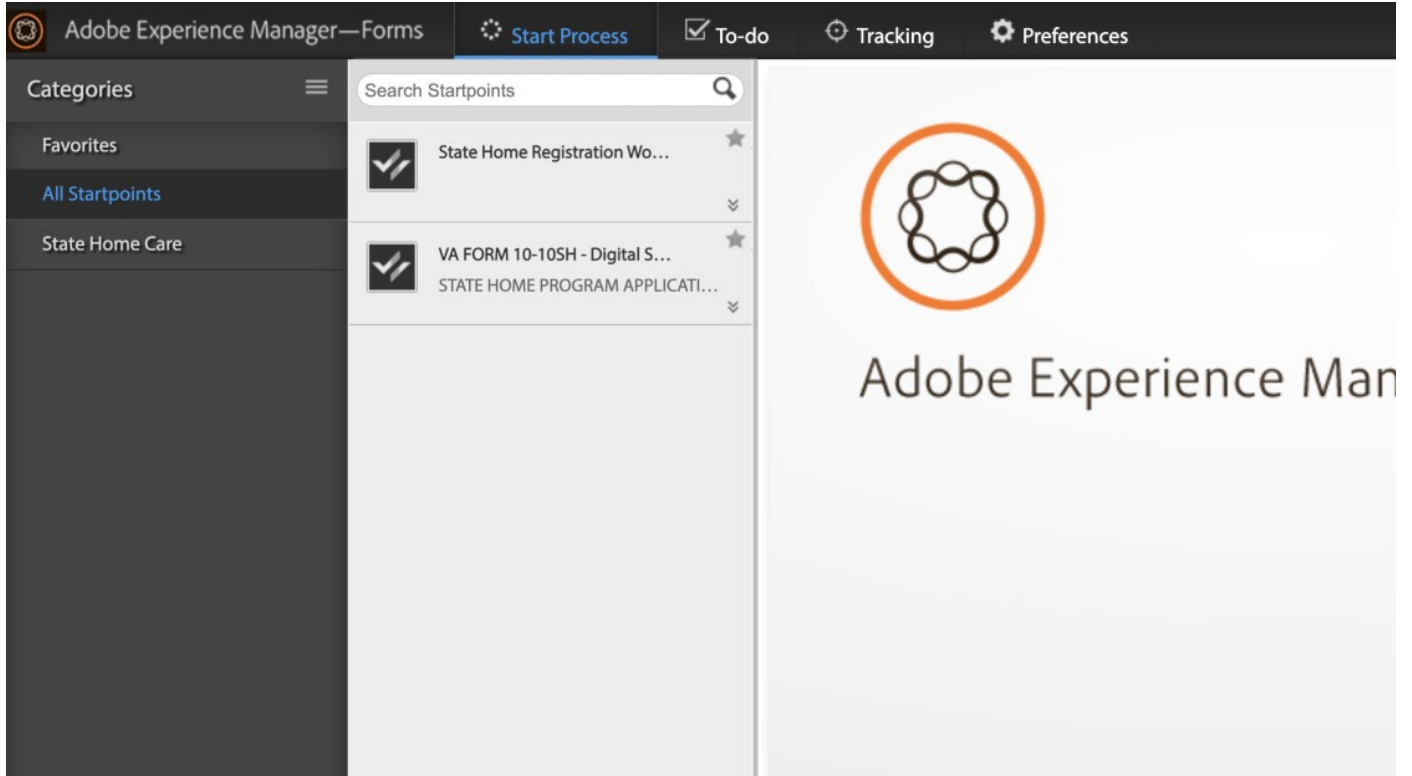 Adobe Experience Manager—Forms
Start Process
To-do
Tracking
Preferences
Categories
Favorites
All Startpoints
State Home Care
Search Startpoints
State Home Registration Wo...
VA FORM 10-10SH - Digital S...
STATE HOME PROGRAM APPLICATI...
Adobe Experience Man